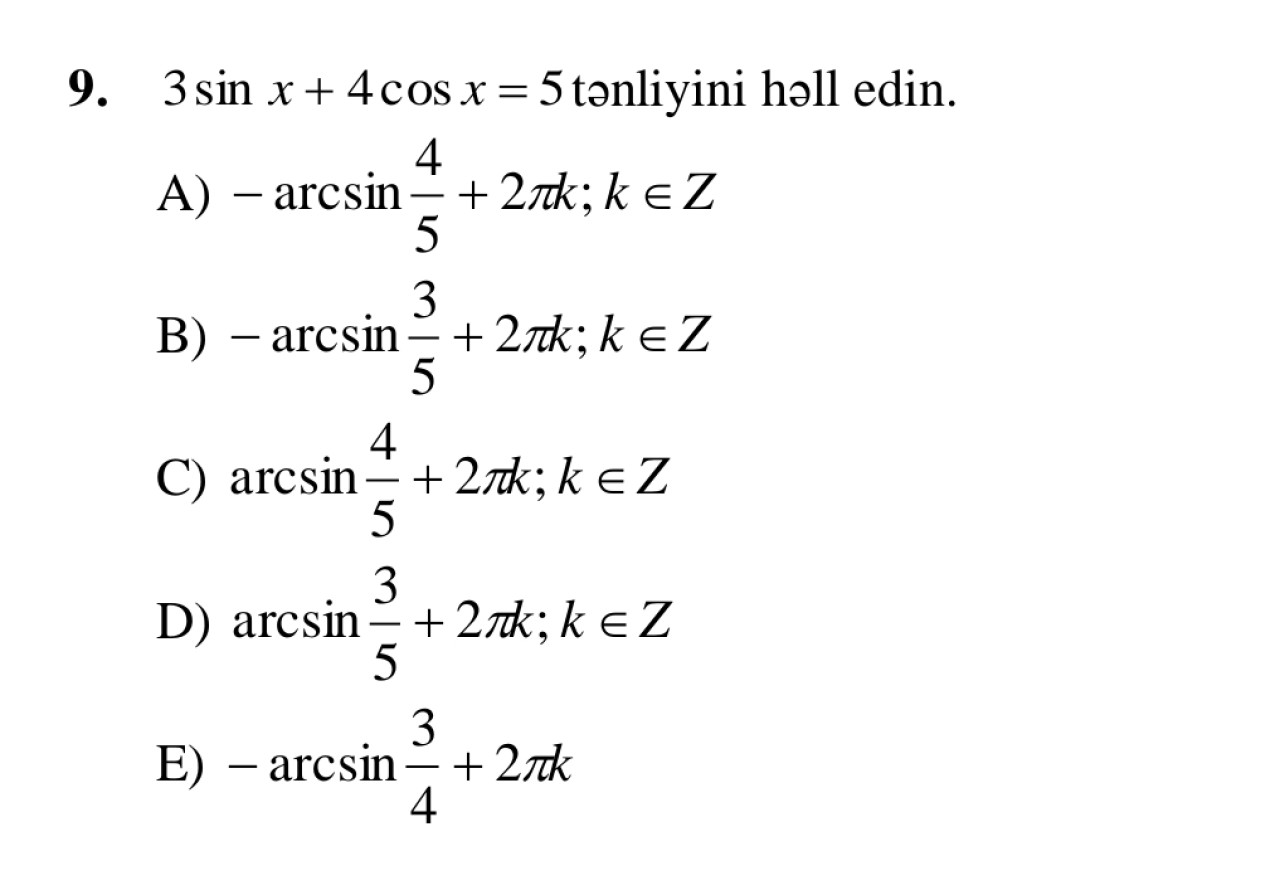 9. 3 sin x + 4 cos x = 5 tənliyini həll edin.
A) − arcsin 4/5 + 2πk; k ∈ Z
B) − arcsin 3/5 + 2πk; k ∈ Z
C) arcsin 4/5 + 2πk; k ∈ Z
D) arcsin 3/5 + 2πk; k ∈ Z
E) − arcsin 3/4 + 2πk